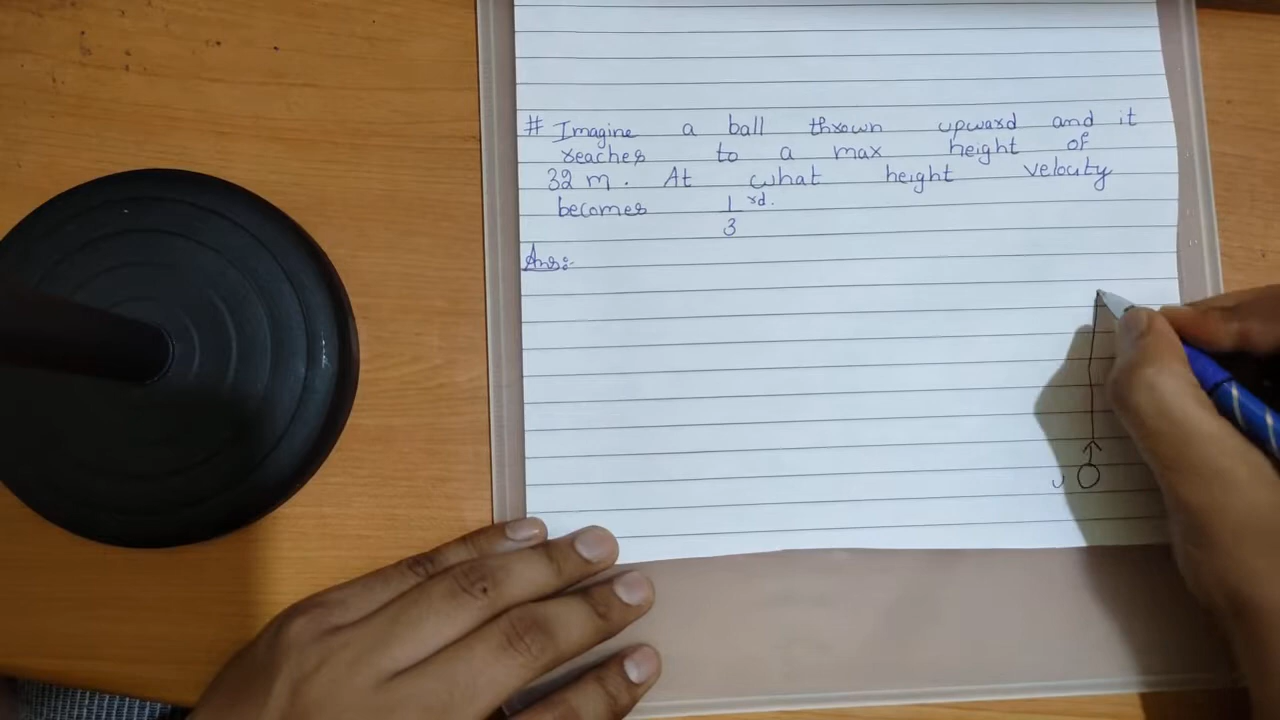 # Imagine a ball thrown upward and it
reaches to a max height of
32 m. At what height velocity
becomes 1/3 rd.
Ans:-
u